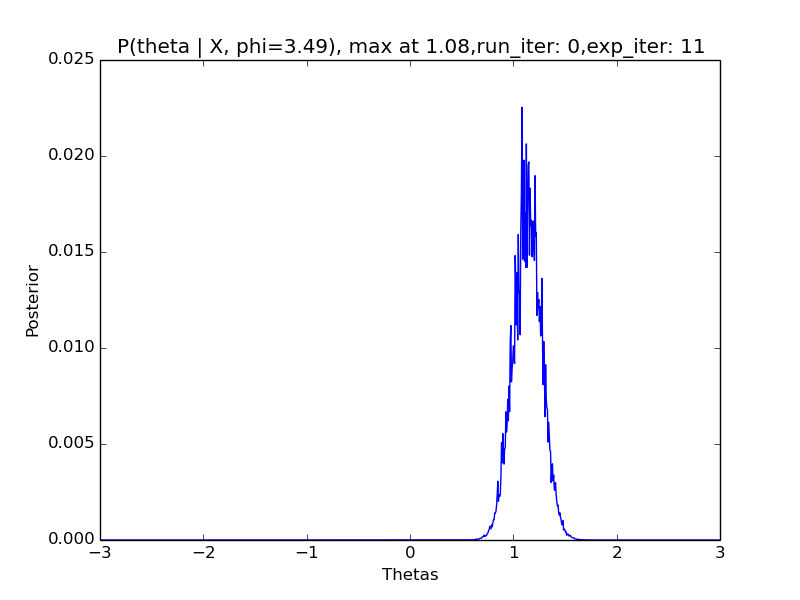 P(theta | X, phi=3.49), max at 1.08,run_iter: 0,exp_iter: 11
0.025
0.020
0.015
0.010
0.005
0.000
Posterior
−3 −2 −1 0 1 2 3
Thetas